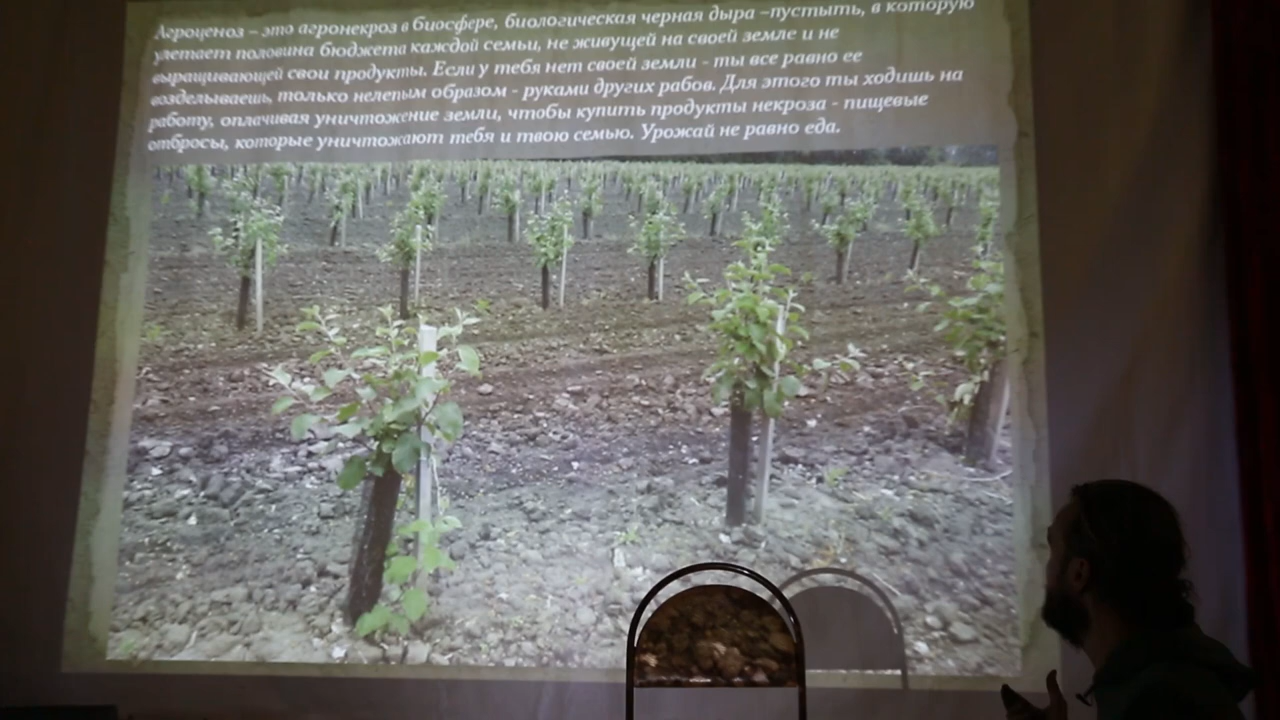 Агроценоз – это агронекроз в биосфере, биологическая черная дыра –пустыть, в которую
улетает половина бюджета каждой семьи, не живущей на своей земле и не
выращивающей свои продукты. Если у тебя нет своей земли - ты все равно ее
возделываешь, только нелепым образом - руками других рабов. Для этого ты ходишь на
работу, оплачивая уничтожение земли, чтобы купить продукты некроза - пищевые
отбросы, которые уничтожают тебя и твою семью. Урожай не равно еда.